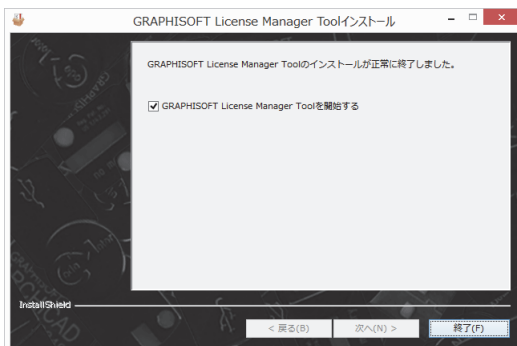 GRAPHISOFT License Manager Toolインストール
GRAPHISOFT License Manager Toolのインストールが正常に終了しました。
GRAPHISOFT License Manager Toolを開始する
InstallShield
< 戻る(B)
次へ(N) >
終了(F)